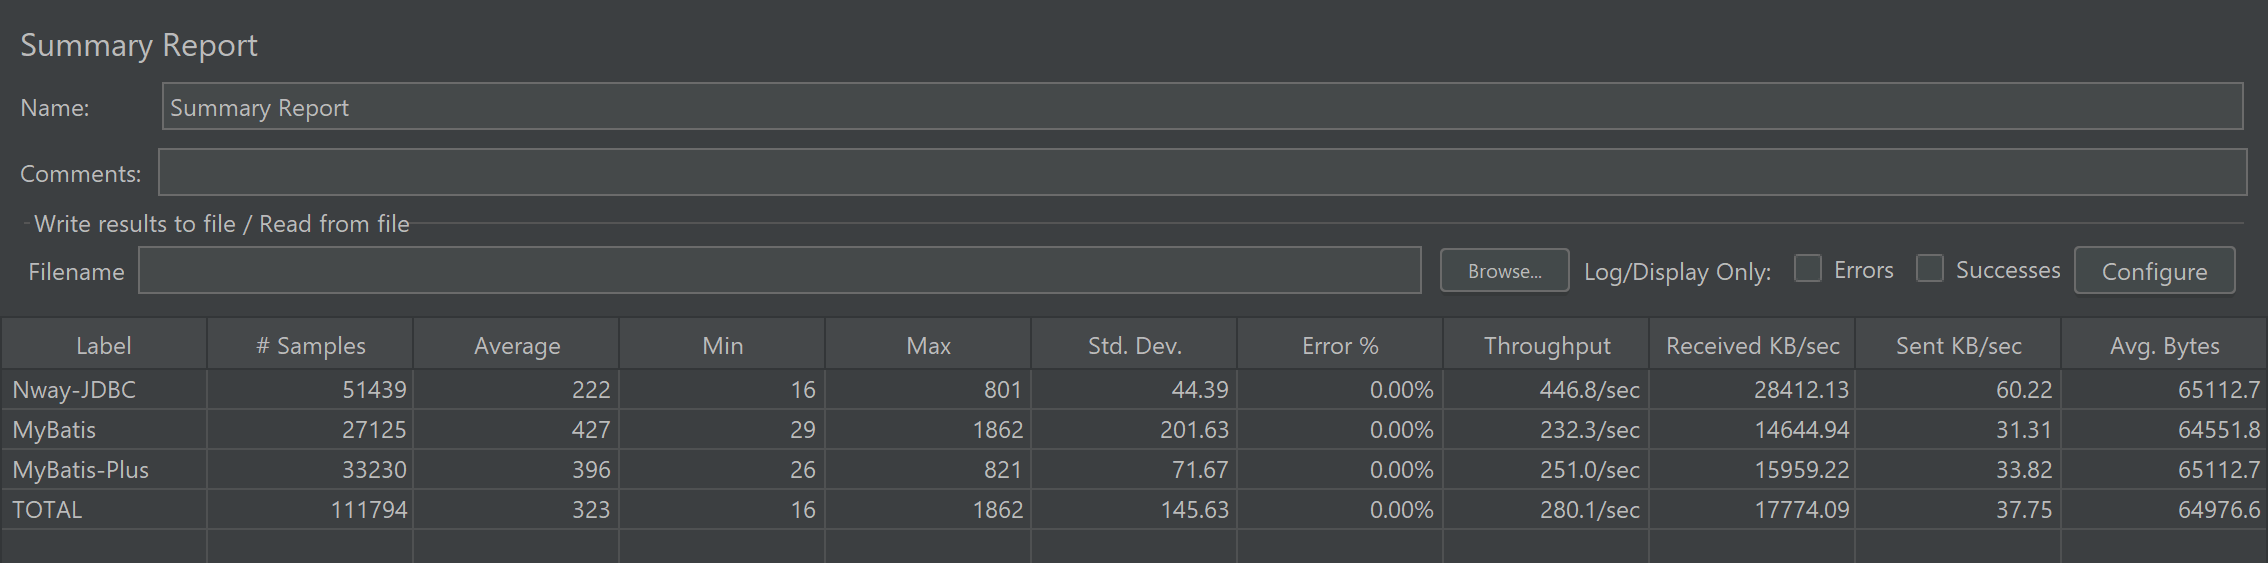 Summary Report
Name: Summary Report
Comments:
Write results to file / Read from file
Filename Browse... Log/Display Only: Errors Successes Configure
Label # Samples Average Min Max Std. Dev. Error % Throughput Received KB/sec Sent KB/sec Avg. Bytes
Nway-JDBC 51439 222 16 801 44.39 0.00% 446.8/sec 28412.13 60.22 65112.7
MyBatis 27125 427 29 1862 201.63 0.00% 232.3/sec 14644.94 31.31 64551.8
MyBatis-Plus 33230 396 26 821 71.67 0.00% 251.0/sec 15959.22 33.82 65112.7
TOTAL 111794 323 16 1862 145.63 0.00% 280.1/sec 17774.09 37.75 64976.6